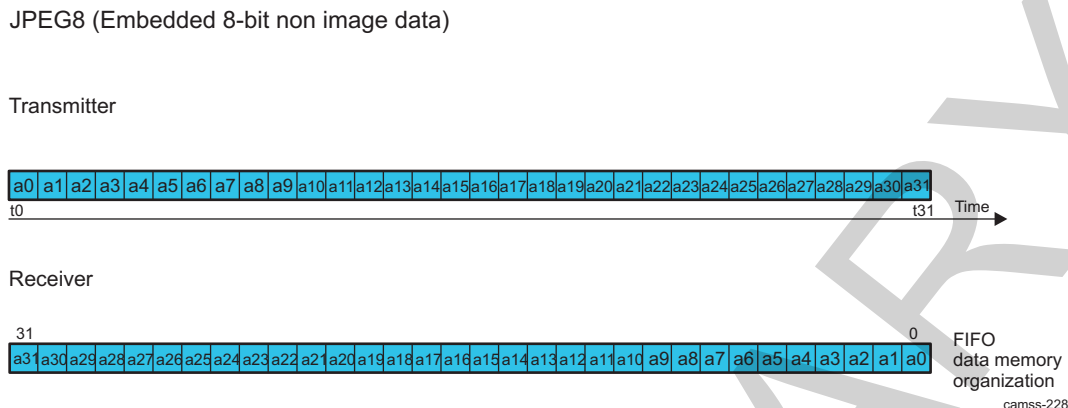 JPEG8 (Embedded 8-bit non image data)
Transmitter
a0 a1 a2 a3 a4 a5 a6 a7 a8 a9 a10 a11 a12 a13 a14 a15 a16 a17 a18 a19 a20 a21 a22 a23 a24 a25 a26 a27 a28 a29 a30 a31
t0 t31 Time
Receiver
31 0
a31 a30 a29 a28 a27 a26 a25 a24 a23 a22 a21 a20 a19 a18 a17 a16 a15 a14 a13 a12 a11 a10 a9 a8 a7 a6 a5 a4 a3 a2 a1 a0
FIFO
data memory
organization
camss-228